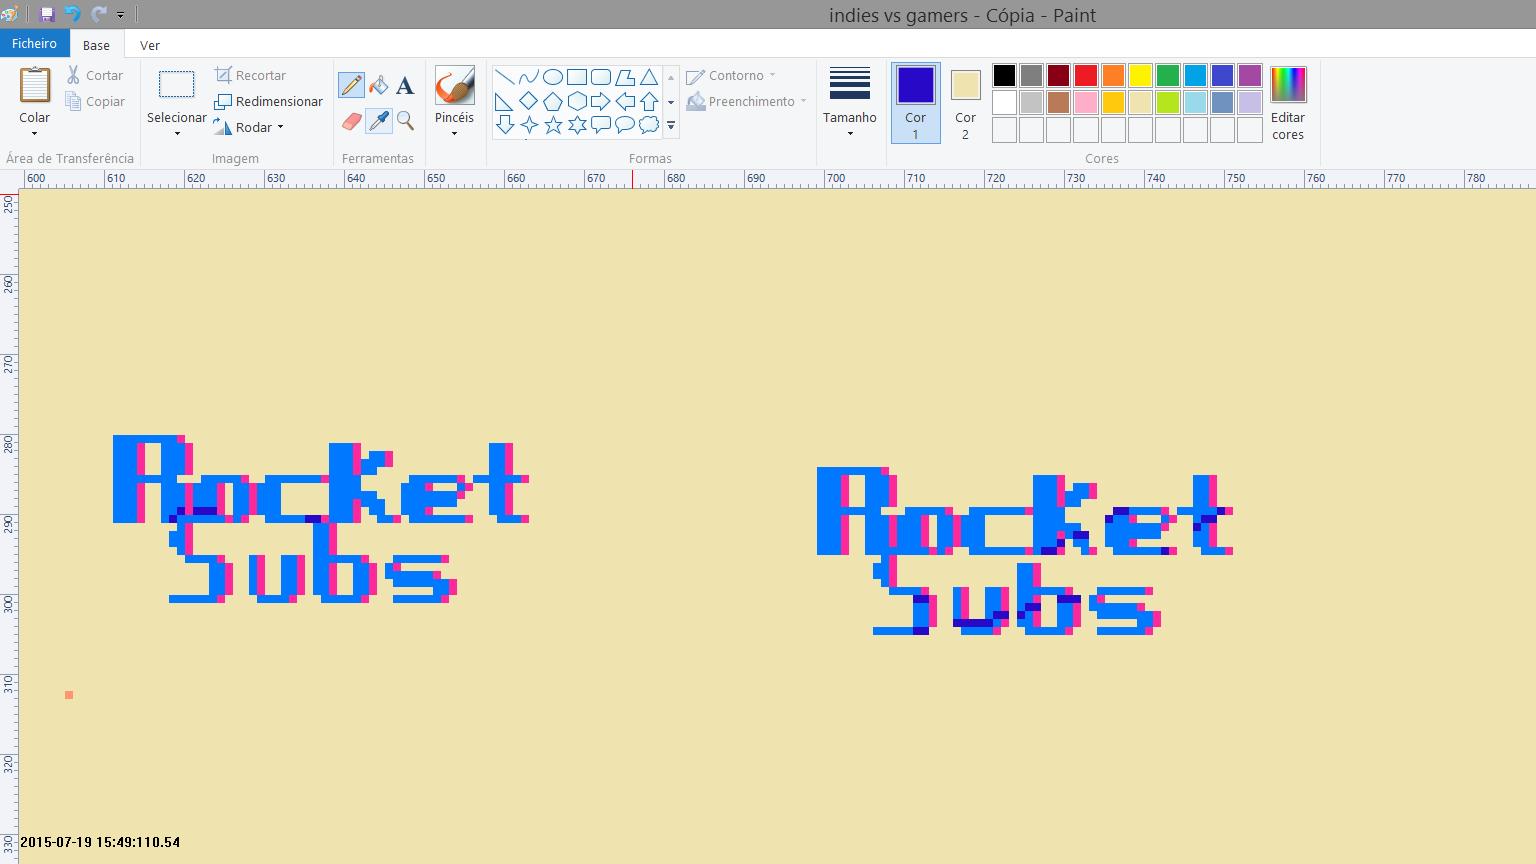 indies vs gamers - Cópia - Paint
Ficheiro Base Ver
Colar
Cortar
Copiar
Área de Transferência
Selecionar
Recortar
Redimensionar
Rodar
Imagem
A
Ferramentas
Pincéis
Contorno
Preenchimento
Formas
Tamanho
Cor
1
Cor
2
Editar
cores
Cores
600 610 620 630 640 650 660 670 680 690 700 710 720 730 740 750 760 770 780
250
260
270
280
290
300
310
320
330
Rocket
Subs
Rocket
Subs
2015-07-19 15:49:110.54